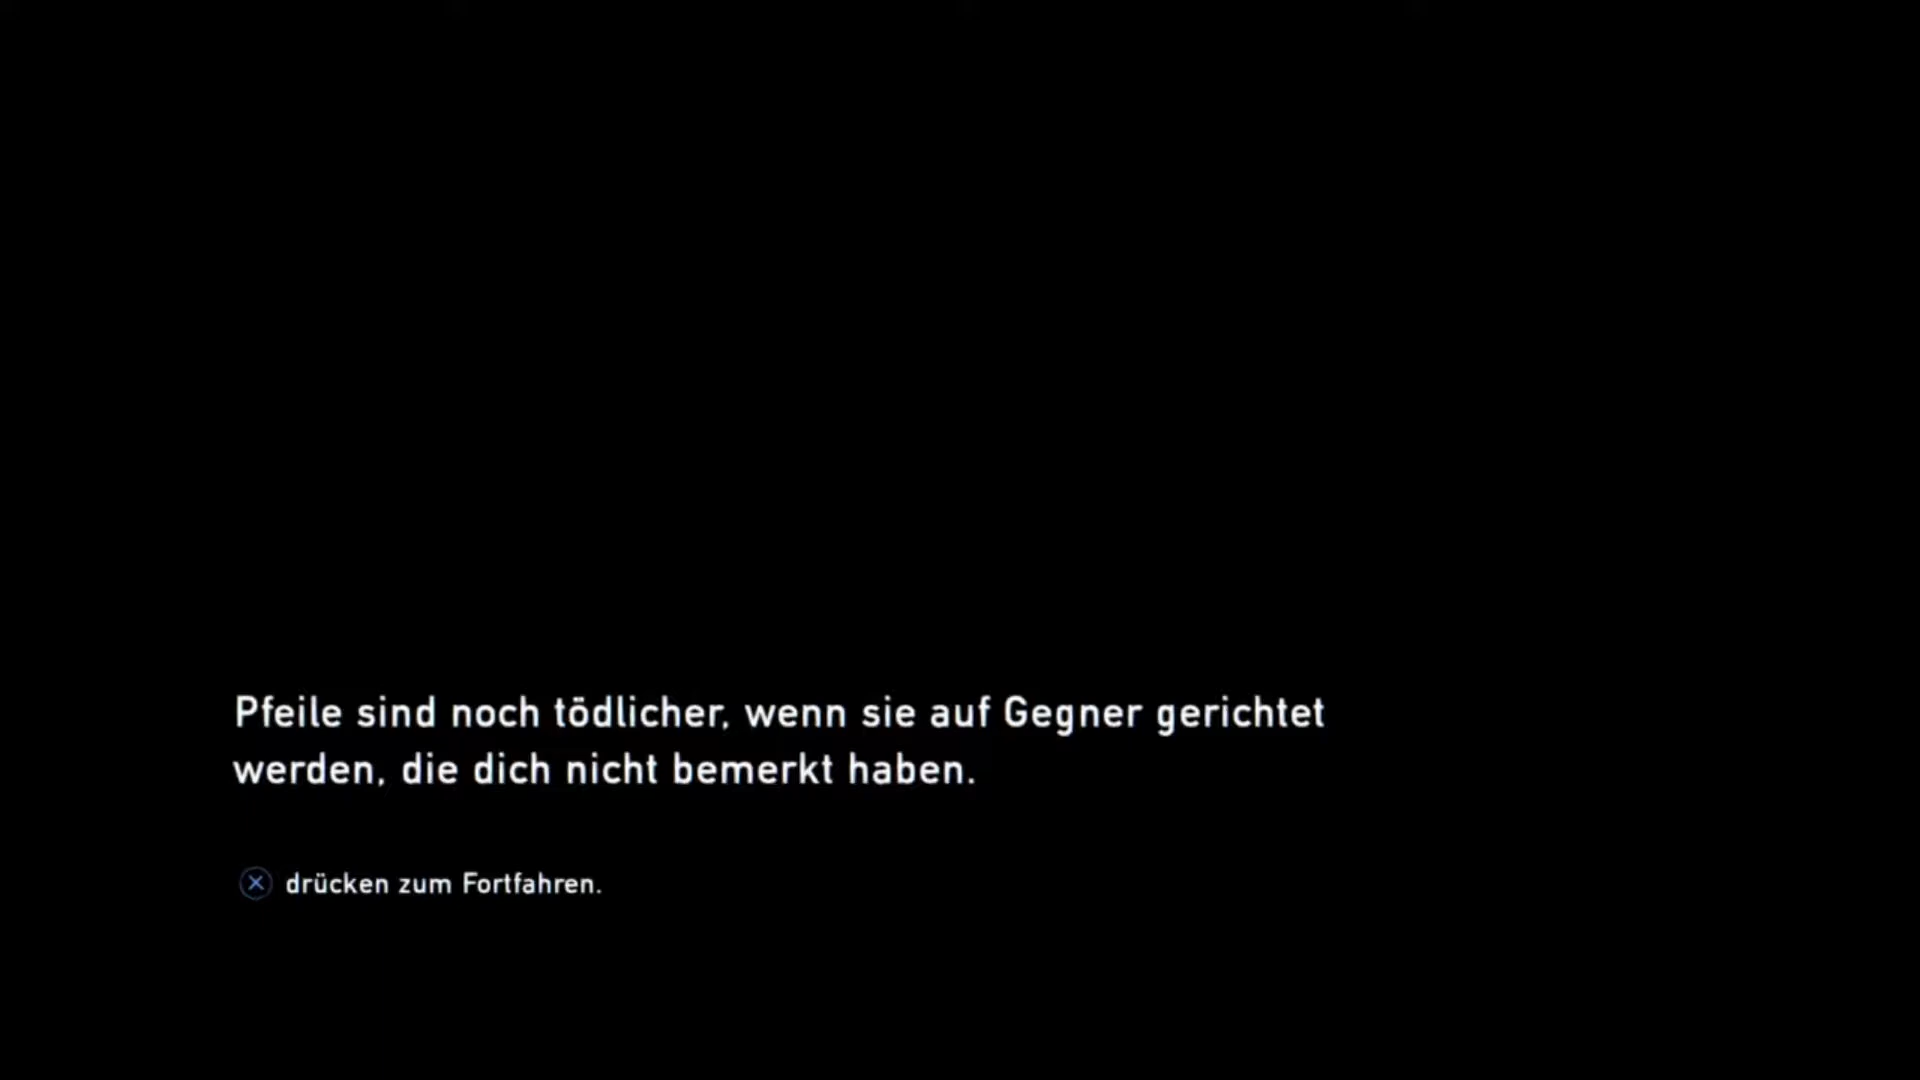 Pfeile sind noch tödlicher, wenn sie auf Gegner gerichtet
werden, die dich nicht bemerkt haben.
drücken zum Fortfahren.